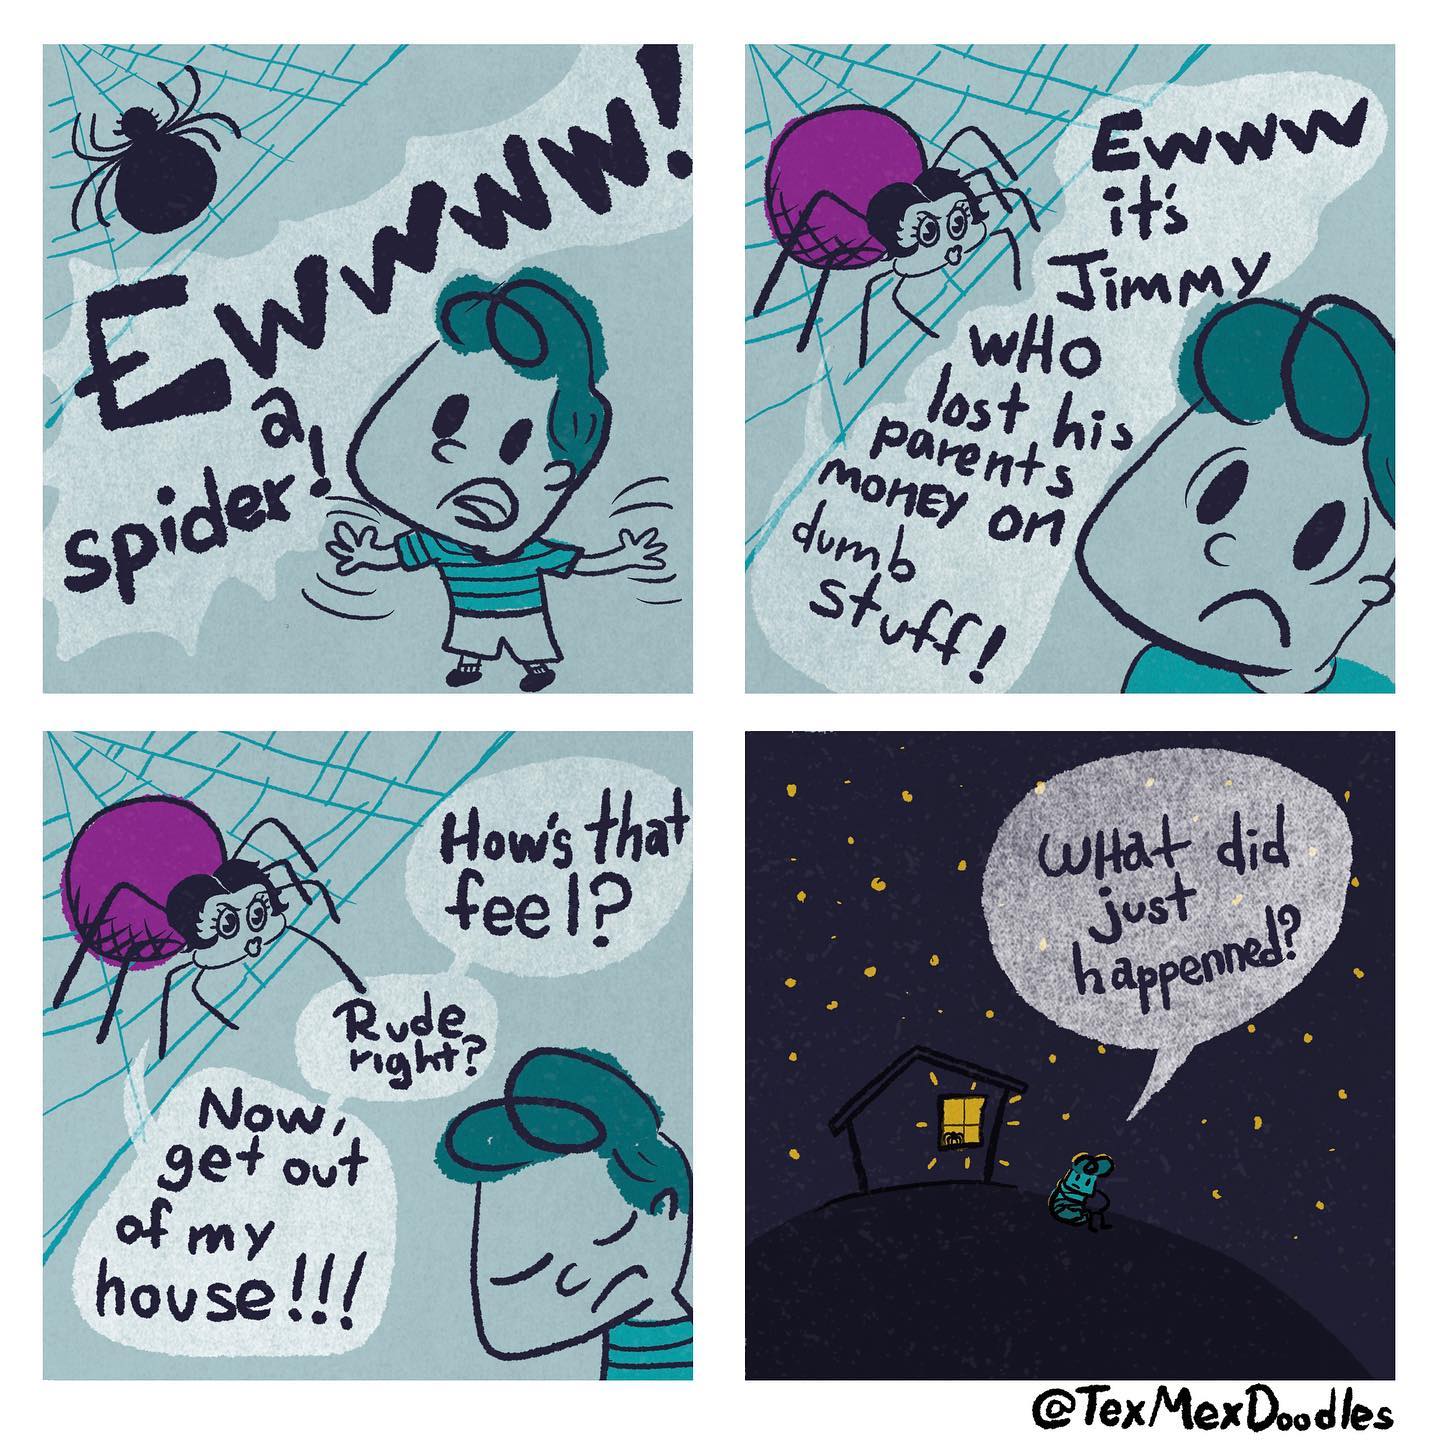 Ewwww!
a
spider!
Ewww
it's
Jimmy
who
lost his
parents
money on
dumb
stuff!
How's that
feel?
Rude
right?
Now,
get out
of my
house!!!
What did
just
happenned?
@TexMexDoodles